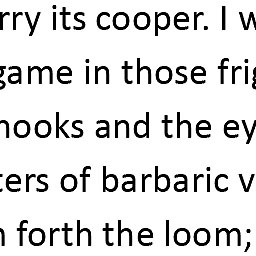 rry its cooper. I w
game in those frig
hooks and the ey
ters of barbaric v
n forth the loom;